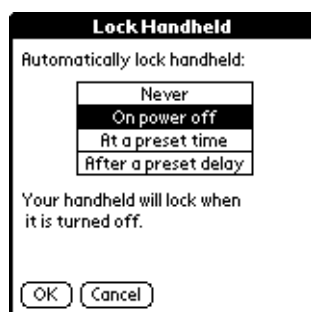 Lock Handheld
Automatically lock handheld:
Never
On power off
At a preset time
After a preset delay
Your handheld will lock when
it is turned off.
OK Cancel